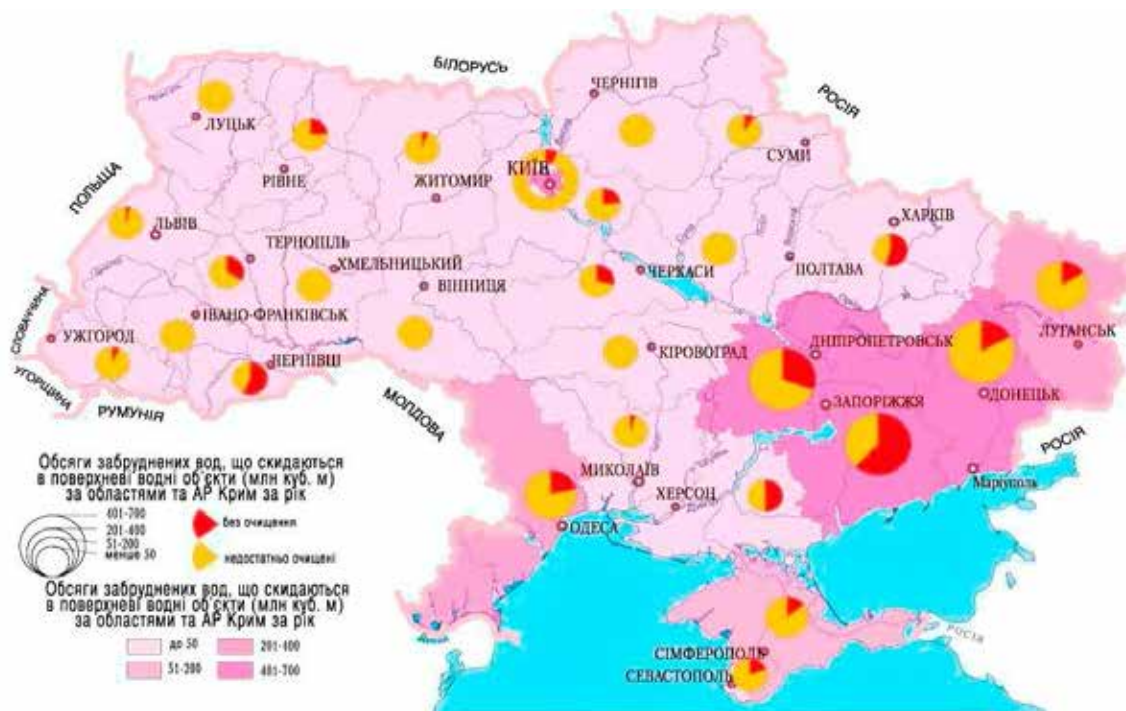 БІЛОРУСЬ
РОСІЯ
ЧЕРНІГІВ
ЛУЦЬК
СУМИ
КИЇВ
РІВНЕ
ЖИТОМИР
ПОЛЬЩА
ХАРКІВ
ЛЬВІВ
ТЕРНОПІЛЬ
ХМЕЛЬНИЦЬКИЙ
ЧЕРКАСИ
ПОЛТАВА
ВІННИЦЯ
СЛОВАЧЧИНА
ІВАНО-ФРАНКІВСЬК
УЖГОРОД
ЛУГАНСЬК
ДНІПРОПЕТРОВСЬК
КІРОВОГРАД
ЧЕРНІВЦІ
УГОРЩИНА
РУМУНІЯ
МОЛДОВА
ДОНЕЦЬК
ЗАПОРІЖЖЯ
РОСІЯ
МИКОЛАЇВ
Маріуполь
ХЕРСОН
ОДЕСА
РОСІЯ
СІМФЕРОПОЛЬ
СЕВАСТОПОЛЬ
Обсяги забруднених вод, що скидаються
в поверхневі водні об'єкти (млн куб. м)
за областями та АР Крим за рік
401-700
201-400
51-200
менше 50
без очищення
недостатньо очищені
Обсяги забруднених вод, що скидаються
в поверхневі водні об'єкти (млн куб. м)
за областями та АР Крим за рік
до 50
201-400
51-200
401-700